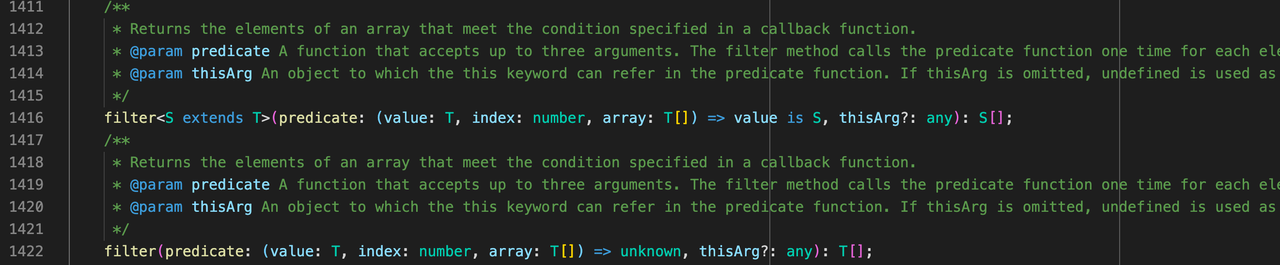 1411 /**
1412 * Returns the elements of an array that meet the condition specified in a callback function.
1413 * @param predicate A function that accepts up to three arguments. The filter method calls the predicate function one time for each ele
1414 * @param thisArg An object to which the this keyword can refer in the predicate function. If thisArg is omitted, undefined is used as
1415 */
1416 filter<S extends T>(predicate: (value: T, index: number, array: T[]) => value is S, thisArg?: any): S[];
1417 /**
1418 * Returns the elements of an array that meet the condition specified in a callback function.
1419 * @param predicate A function that accepts up to three arguments. The filter method calls the predicate function one time for each ele
1420 * @param thisArg An object to which the this keyword can refer in the predicate function. If thisArg is omitted, undefined is used as
1421 */
1422 filter(predicate: (value: T, index: number, array: T[]) => unknown, thisArg?: any): T[];